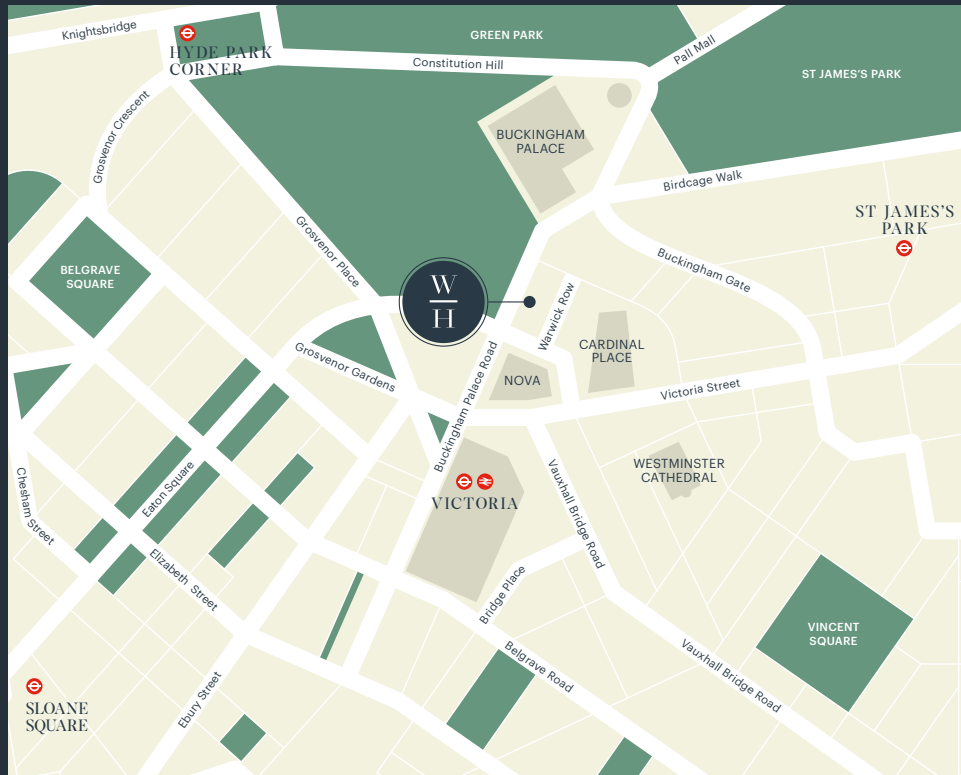 Knightsbridge
HYDE PARK
CORNER
GREEN PARK
Constitution Hill
Pall Mall
ST JAMES'S PARK
Grosvenor Crescent
BUCKINGHAM
PALACE
Birdcage Walk
ST JAMES'S
PARK
Grosvenor Place
Buckingham Gate
BELGRAVE
SQUARE
W
H
Warwick Row
CARDINAL
PLACE
Grosvenor Gardens
NOVA
Buckingham Palace Road
Victoria Street
Chesham Street
Eaton Square
VICTORIA
Vauxhall Bridge Road
WESTMINSTER
CATHEDRAL
Elizabeth Street
Bridge Place
VINCENT
SQUARE
Belgrave Road
Vauxhall Bridge Road
Ebury Street
SLOANE
SQUARE